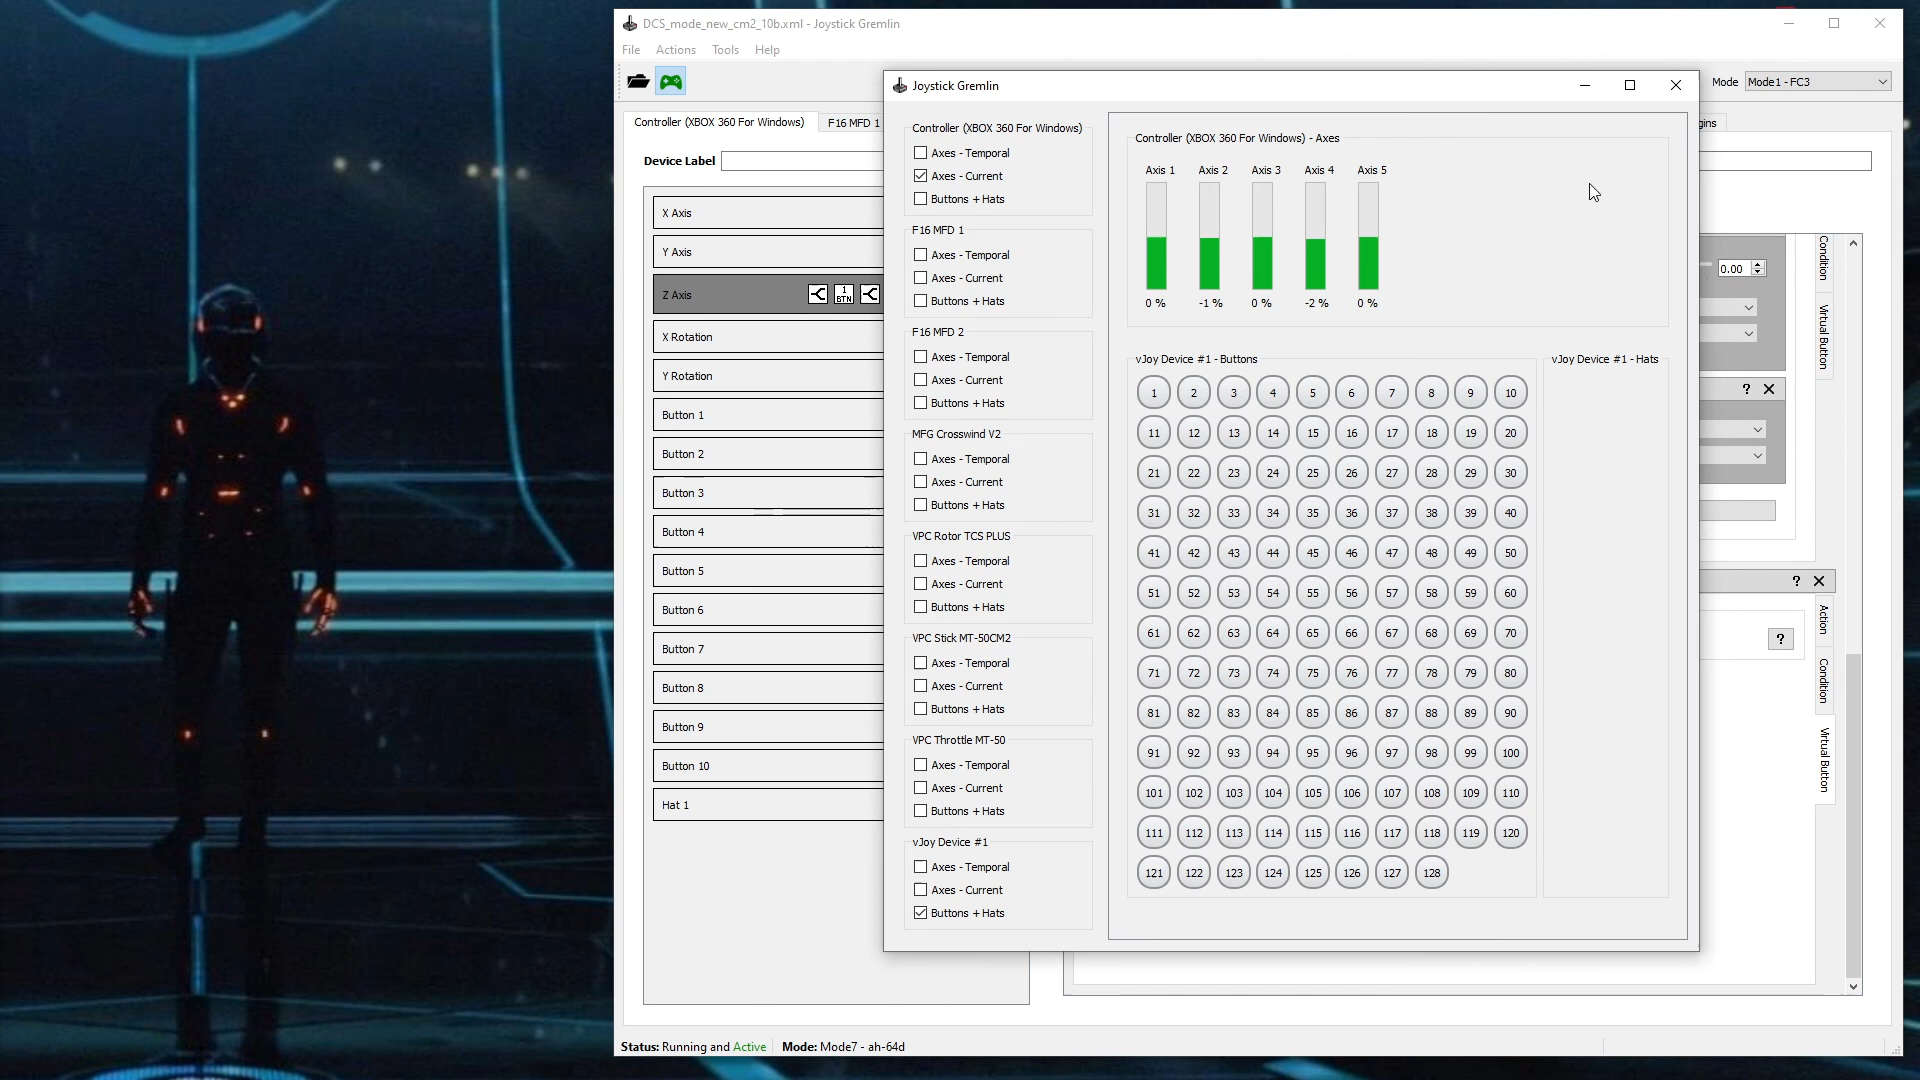 DCS_mode_new_cm2_10b.xml - Joystick Gremlin
File Actions Tools Help
Mode Mode1 - FC3
Controller (XBOX 360 For Windows) F16 MFD 1
Device Label
X Axis
Y Axis
Z Axis
1 BTN
X Rotation
Y Rotation
Button 1
Button 2
Button 3
Button 4
Button 5
Button 6
Button 7
Button 8
Button 9
Button 10
Hat 1
Joystick Gremlin
Controller (XBOX 360 For Windows)
Axes - Temporal
Axes - Current
Buttons + Hats
F16 MFD 1
Axes - Temporal
Axes - Current
Buttons + Hats
F16 MFD 2
Axes - Temporal
Axes - Current
Buttons + Hats
MFG Crosswind V2
Axes - Temporal
Axes - Current
Buttons + Hats
VPC Rotor TCS PLUS
Axes - Temporal
Axes - Current
Buttons + Hats
VPC Stick MT-50CM2
Axes - Temporal
Axes - Current
Buttons + Hats
VPC Throttle MT-50
Axes - Temporal
Axes - Current
Buttons + Hats
vJoy Device #1
Axes - Temporal
Axes - Current
Buttons + Hats
Controller (XBOX 360 For Windows) - Axes
Axis 1 Axis 2 Axis 3 Axis 4 Axis 5
0 % -1 % 0 % -2 % 0 %
vJoy Device #1 - Buttons
1 2 3 4 5 6 7 8 9 10
11 12 13 14 15 16 17 18 19 20
21 22 23 24 25 26 27 28 29 30
31 32 33 34 35 36 37 38 39 40
41 42 43 44 45 46 47 48 49 50
51 52 53 54 55 56 57 58 59 60
61 62 63 64 65 66 67 68 69 70
71 72 73 74 75 76 77 78 79 80
81 82 83 84 85 86 87 88 89 90
91 92 93 94 95 96 97 98 99 100
101 102 103 104 105 106 107 108 109 110
111 112 113 114 115 116 117 118 119 120
121 122 123 124 125 126 127 128
vJoy Device #1 - Hats
gins
0.00
Condition
Virtual Button
?
?
?
Action
Condition
Virtual Button
Status: Running and Active Mode: Mode7 - ah-64d